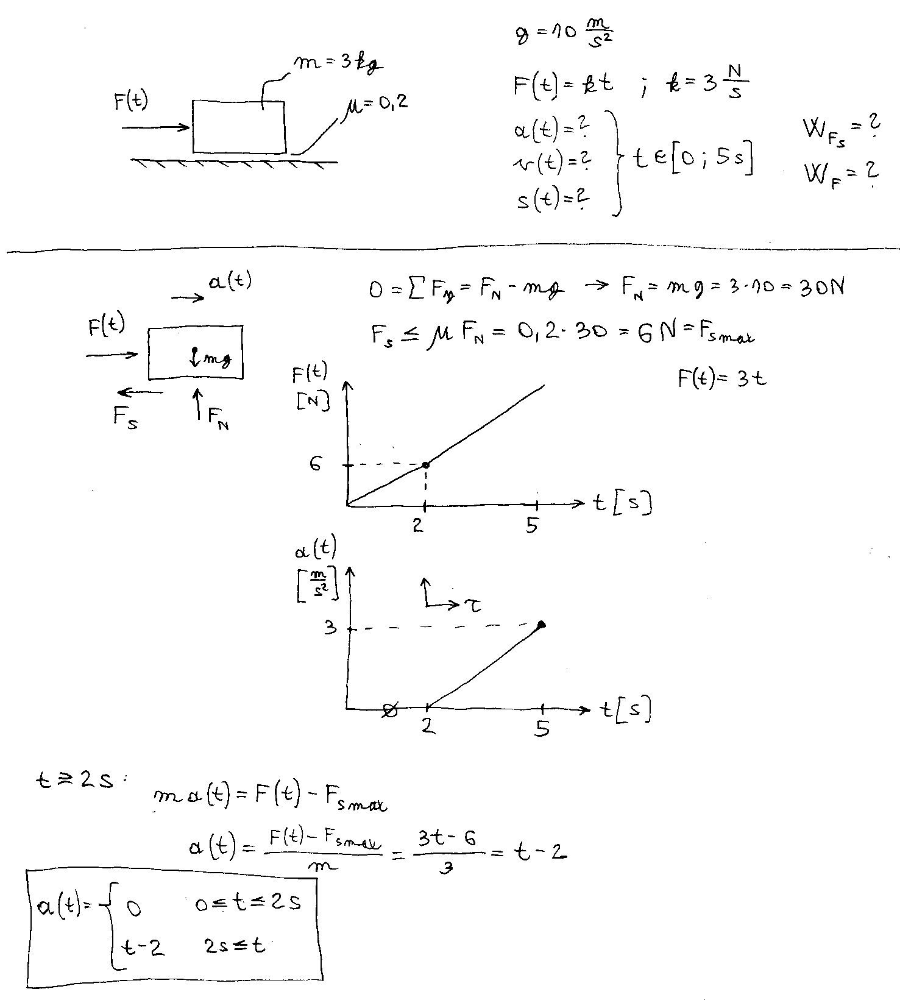 g = 10 m/s²
m = 3 kg
F(t) = kt ; k = 3 N/s
F(t)
μ = 0,2
a(t) = ?
v(t) = ?
s(t) = ?
t ∈ [0 ; 5s]
W_Fs = ?
W_F = ?
a(t)
F(t)
mg
F_s
F_N
0 = Σ F_y = F_N - mg → F_N = mg = 3·10 = 30N
F_s ≤ μ F_N = 0,2 · 30 = 6 N = F_smax
F(t) = 3t
F(t)
[N]
6
2
5
t [s]
a(t)
[m/s²]
τ
3
0
2
5
t [s]
t ≥ 2s :
m a(t) = F(t) - F_smax
a(t) = (F(t) - F_smax)/m = (3t - 6)/3 = t - 2
a(t) = { 0 0 ≤ t ≤ 2s
t - 2 2s ≤ t